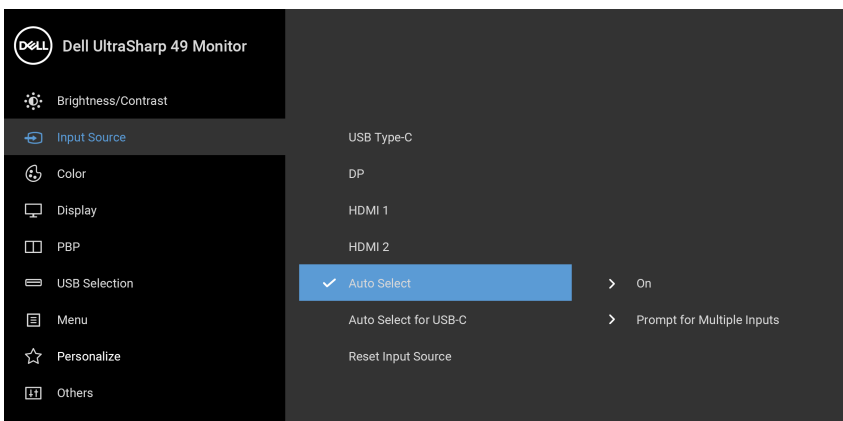 DELL Dell UltraSharp 49 Monitor
Brightness/Contrast
Input Source
Color
Display
PBP
USB Selection
Menu
Personalize
Others
USB Type-C
DP
HDMI 1
HDMI 2
Auto Select On
Auto Select for USB-C Prompt for Multiple Inputs
Reset Input Source